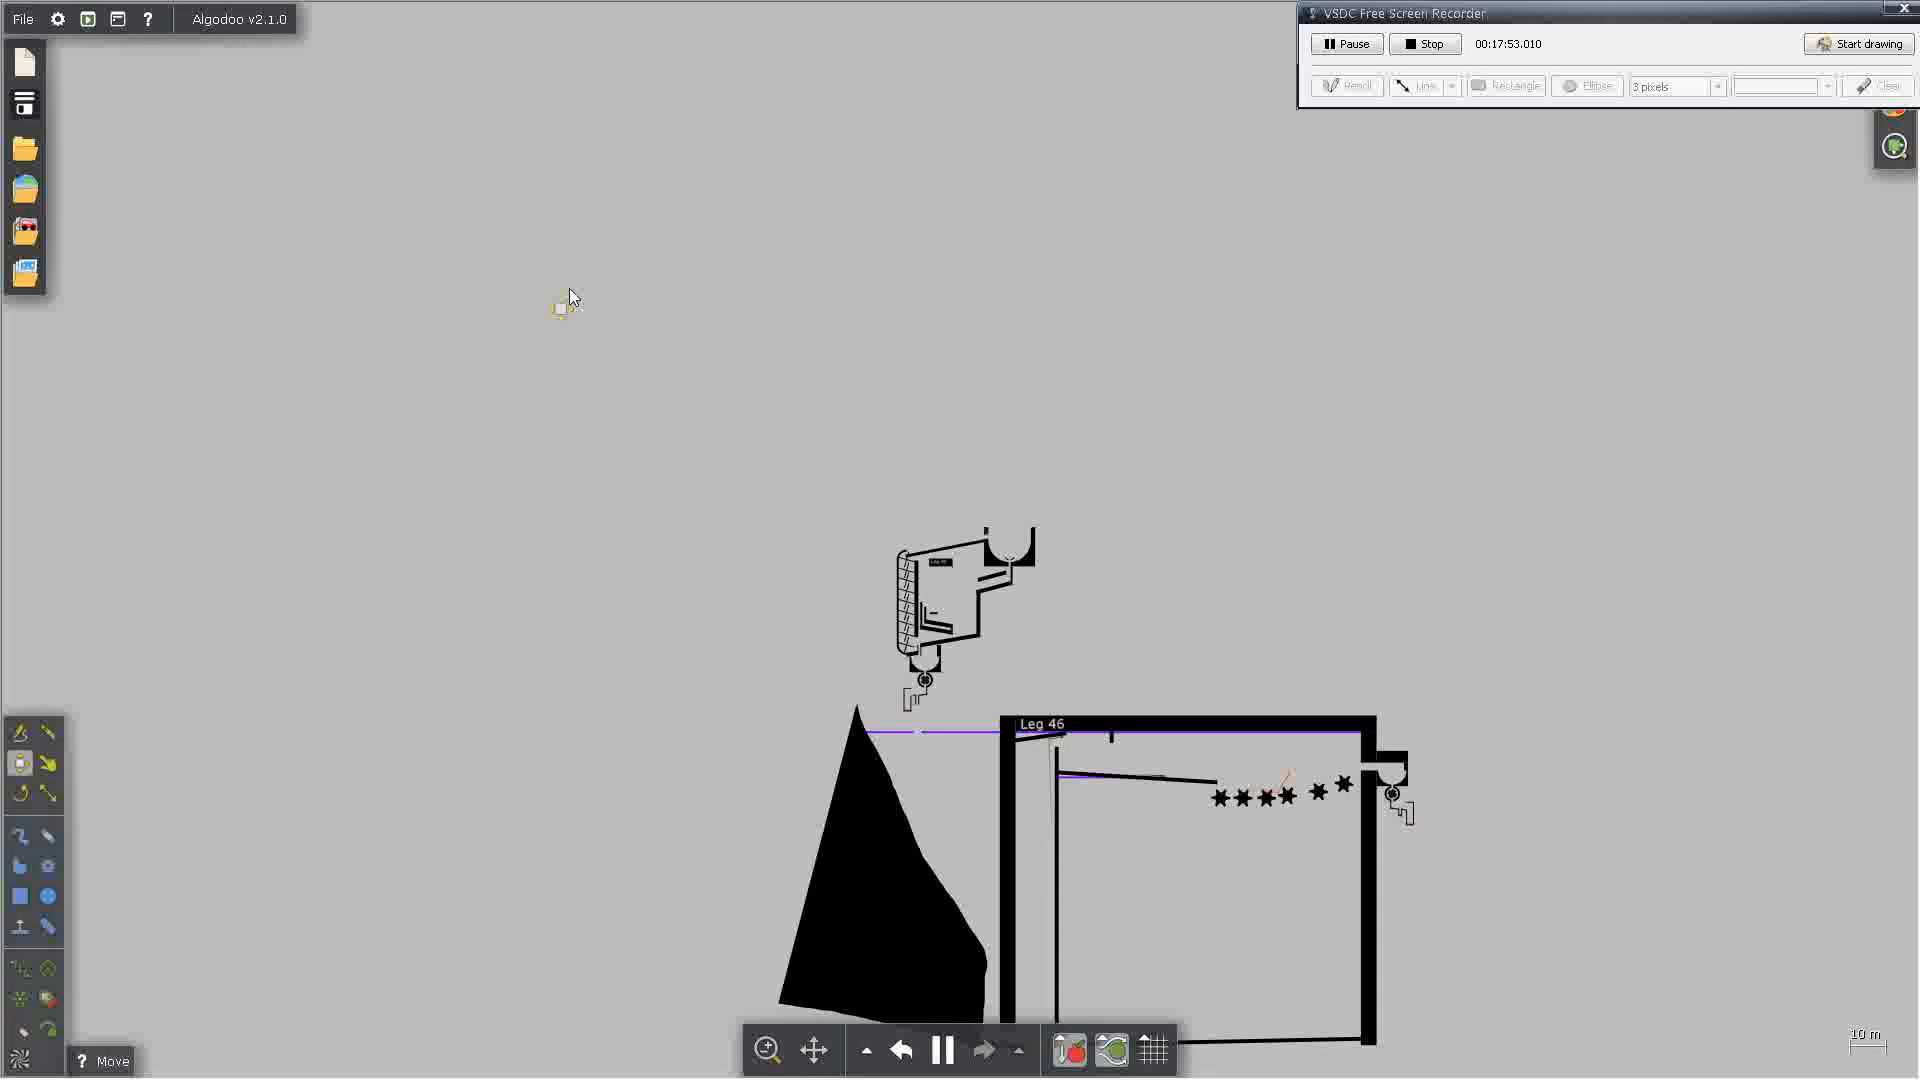 File ? Algodoo v2.1.0
VSDC Free Screen Recorder
Pause Stop 00:17:53.010 Start drawing
Pencil Line Rectangle Ellipse 3 pixels Clear
Leg 46
10 m
? Move